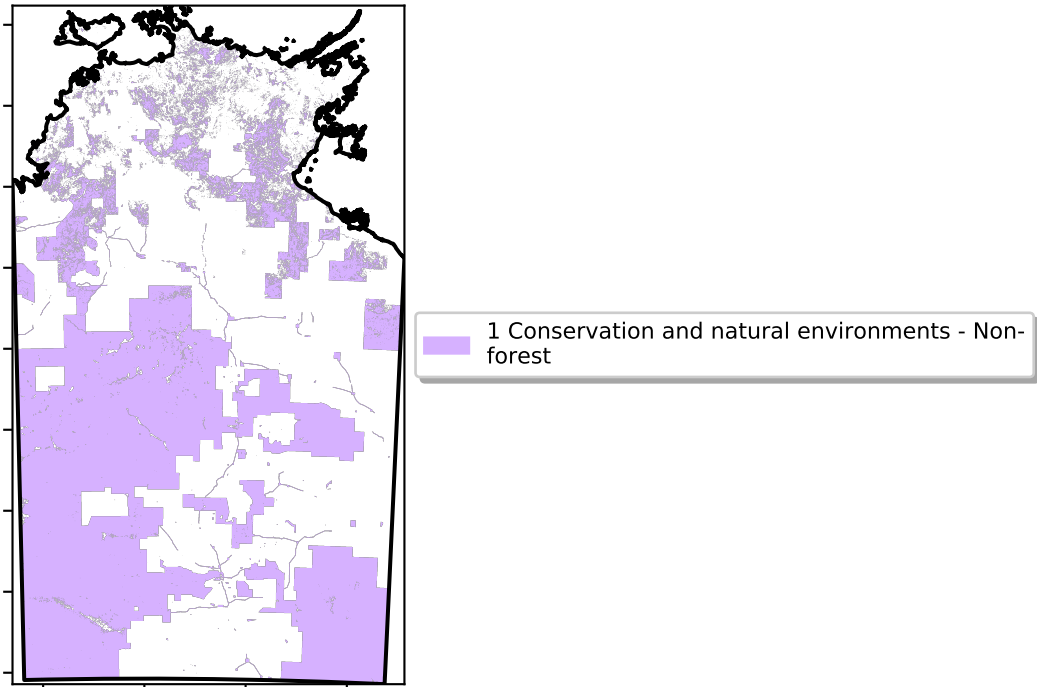 1 Conservation and natural environments - Non-
forest